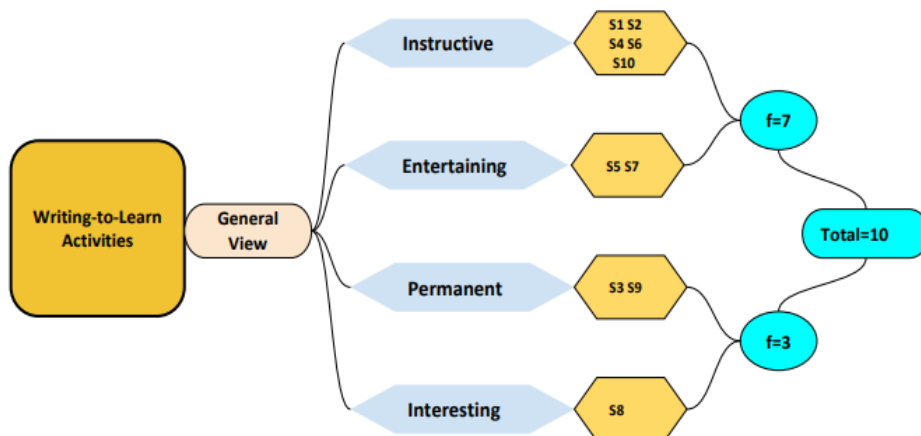 Writing-to-Learn
Activities
General
View
Instructive
S1 S2
S4 S6
S10
Entertaining
S5 S7
f=7
Permanent
S3 S9
Interesting
S8
f=3
Total=10